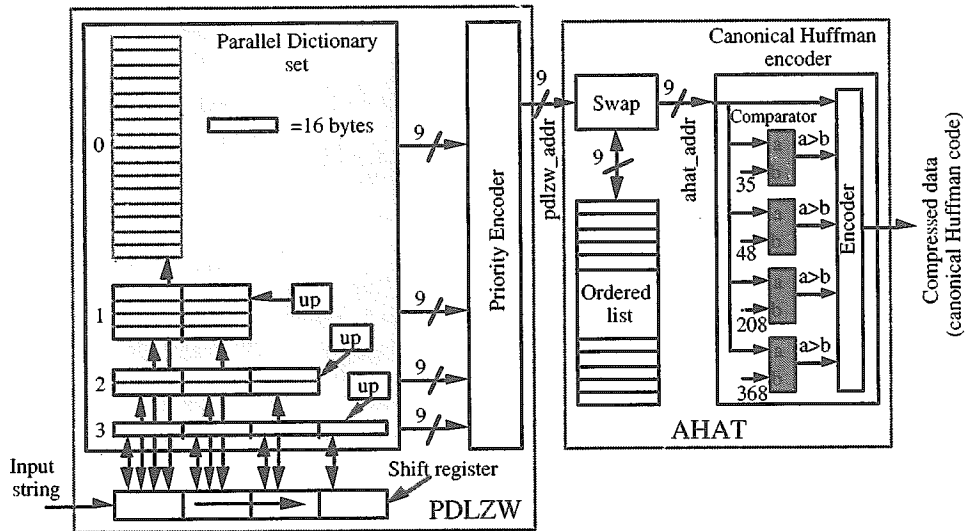 Parallel Dictionary
set
=16 bytes
0
1
2
3
up
up
up
9
9
9
9
Priority Encoder
9
pdlzw_addr
Input
string
Shift register
PDLZW
Swap
9
9
ahat_addr
Ordered
list
AHAT
Canonical Huffman
encoder
Comparator
a>b
35
a>b
48
a>b
208
a>b
368
Encoder
Compressed data
(canonical Huffman code)